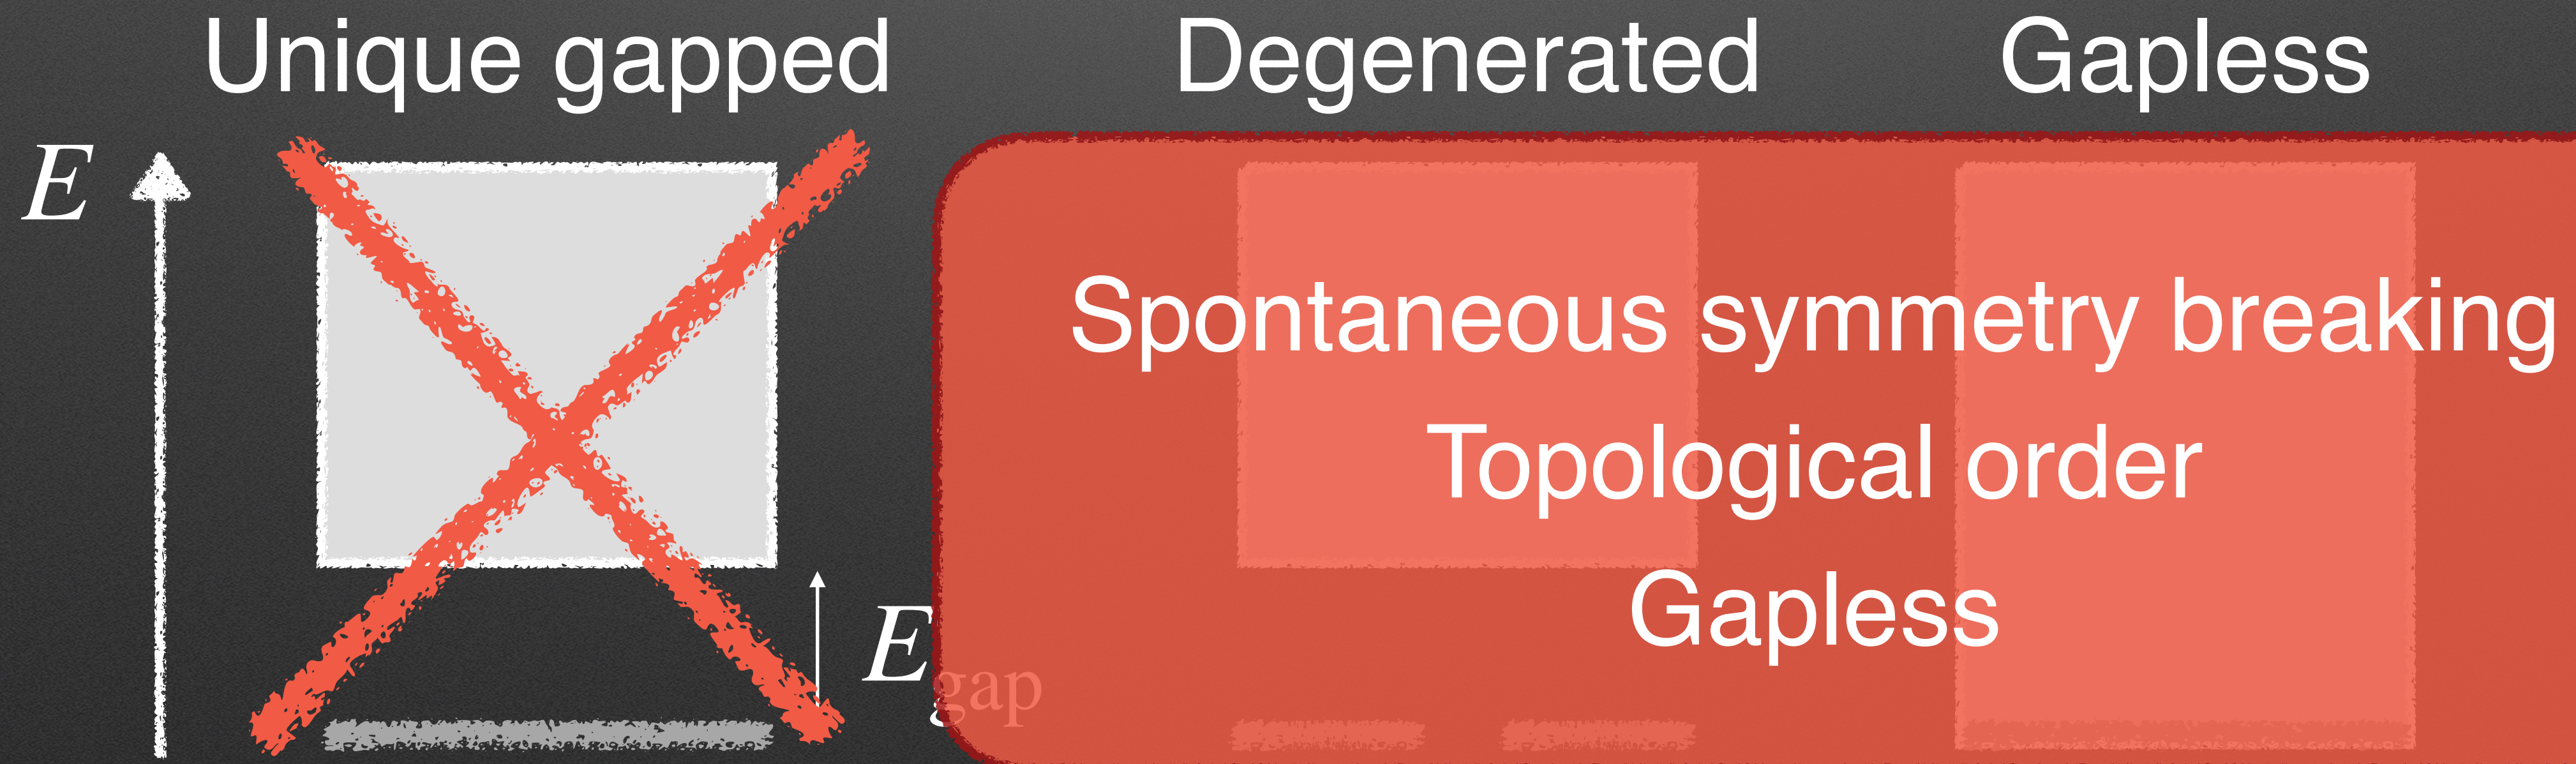 Unique gapped
Degenerated
Gapless
E
Spontaneous symmetry breaking
Topological order
Gapless
E gap